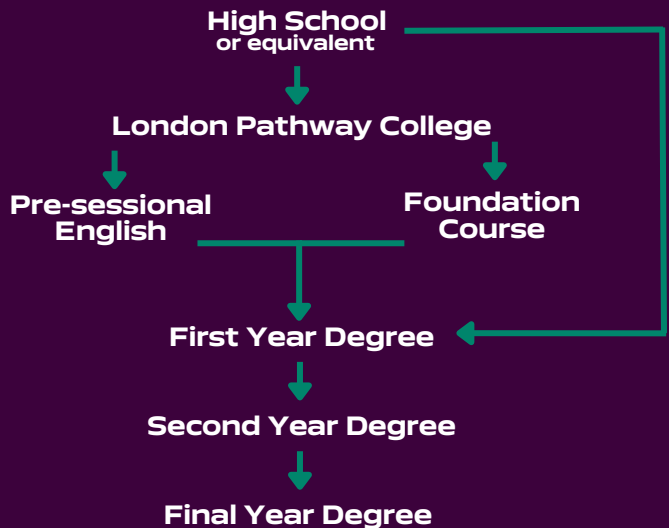 High School
or equivalent
London Pathway College
Pre-sessional
English
Foundation
Course
First Year Degree
Second Year Degree
Final Year Degree